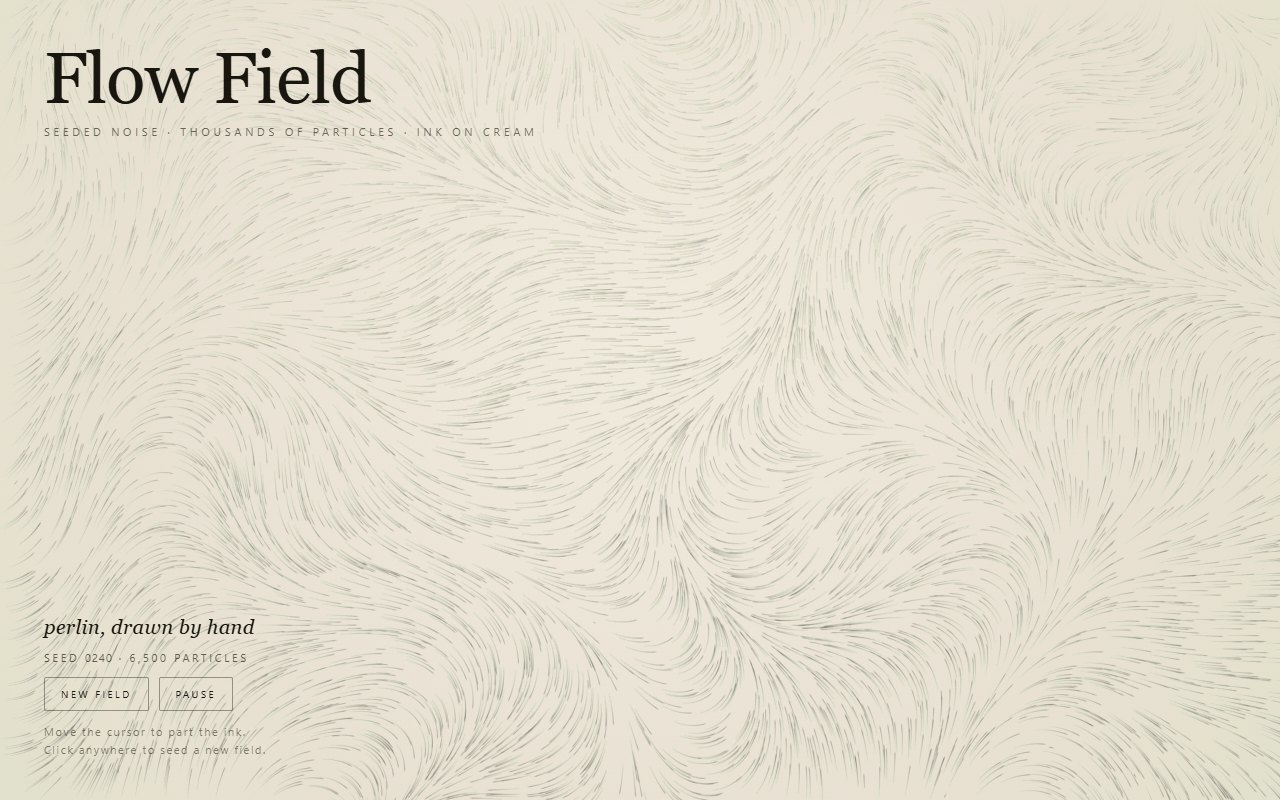 Flow Field
SEEDED NOISE · THOUSANDS OF PARTICLES · INK ON CREAM
perlin, drawn by hand
SEED 0240 · 6,500 PARTICLES
NEW FIELD
PAUSE
Move the cursor to part the ink.
Click anywhere to seed a new field.